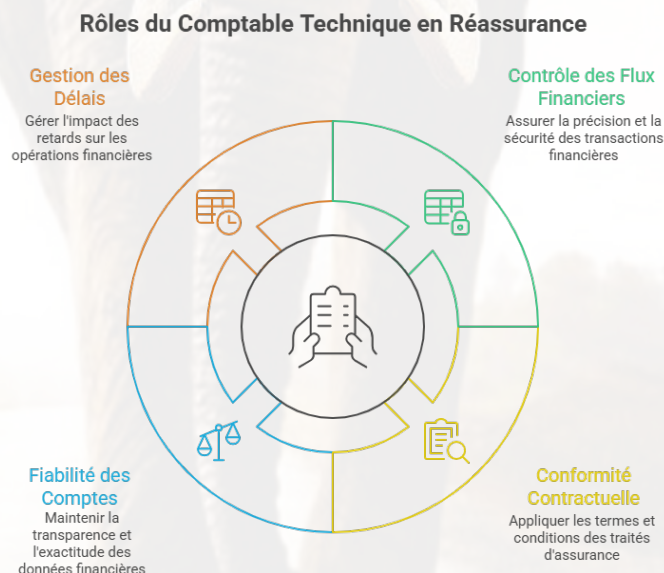 Rôles du Comptable Technique en Réassurance
Gestion des
Délais
Gérer l'impact des
retards sur les
opérations financières
Contrôle des Flux
Financiers
Assurer la précision et la
sécurité des transactions
financières
Fiabilité des
Comptes
Maintenir la
transparence et
l'exactitude des
données financières
Conformité
Contractuelle
Appliquer les termes et
conditions des traités
d'assurance